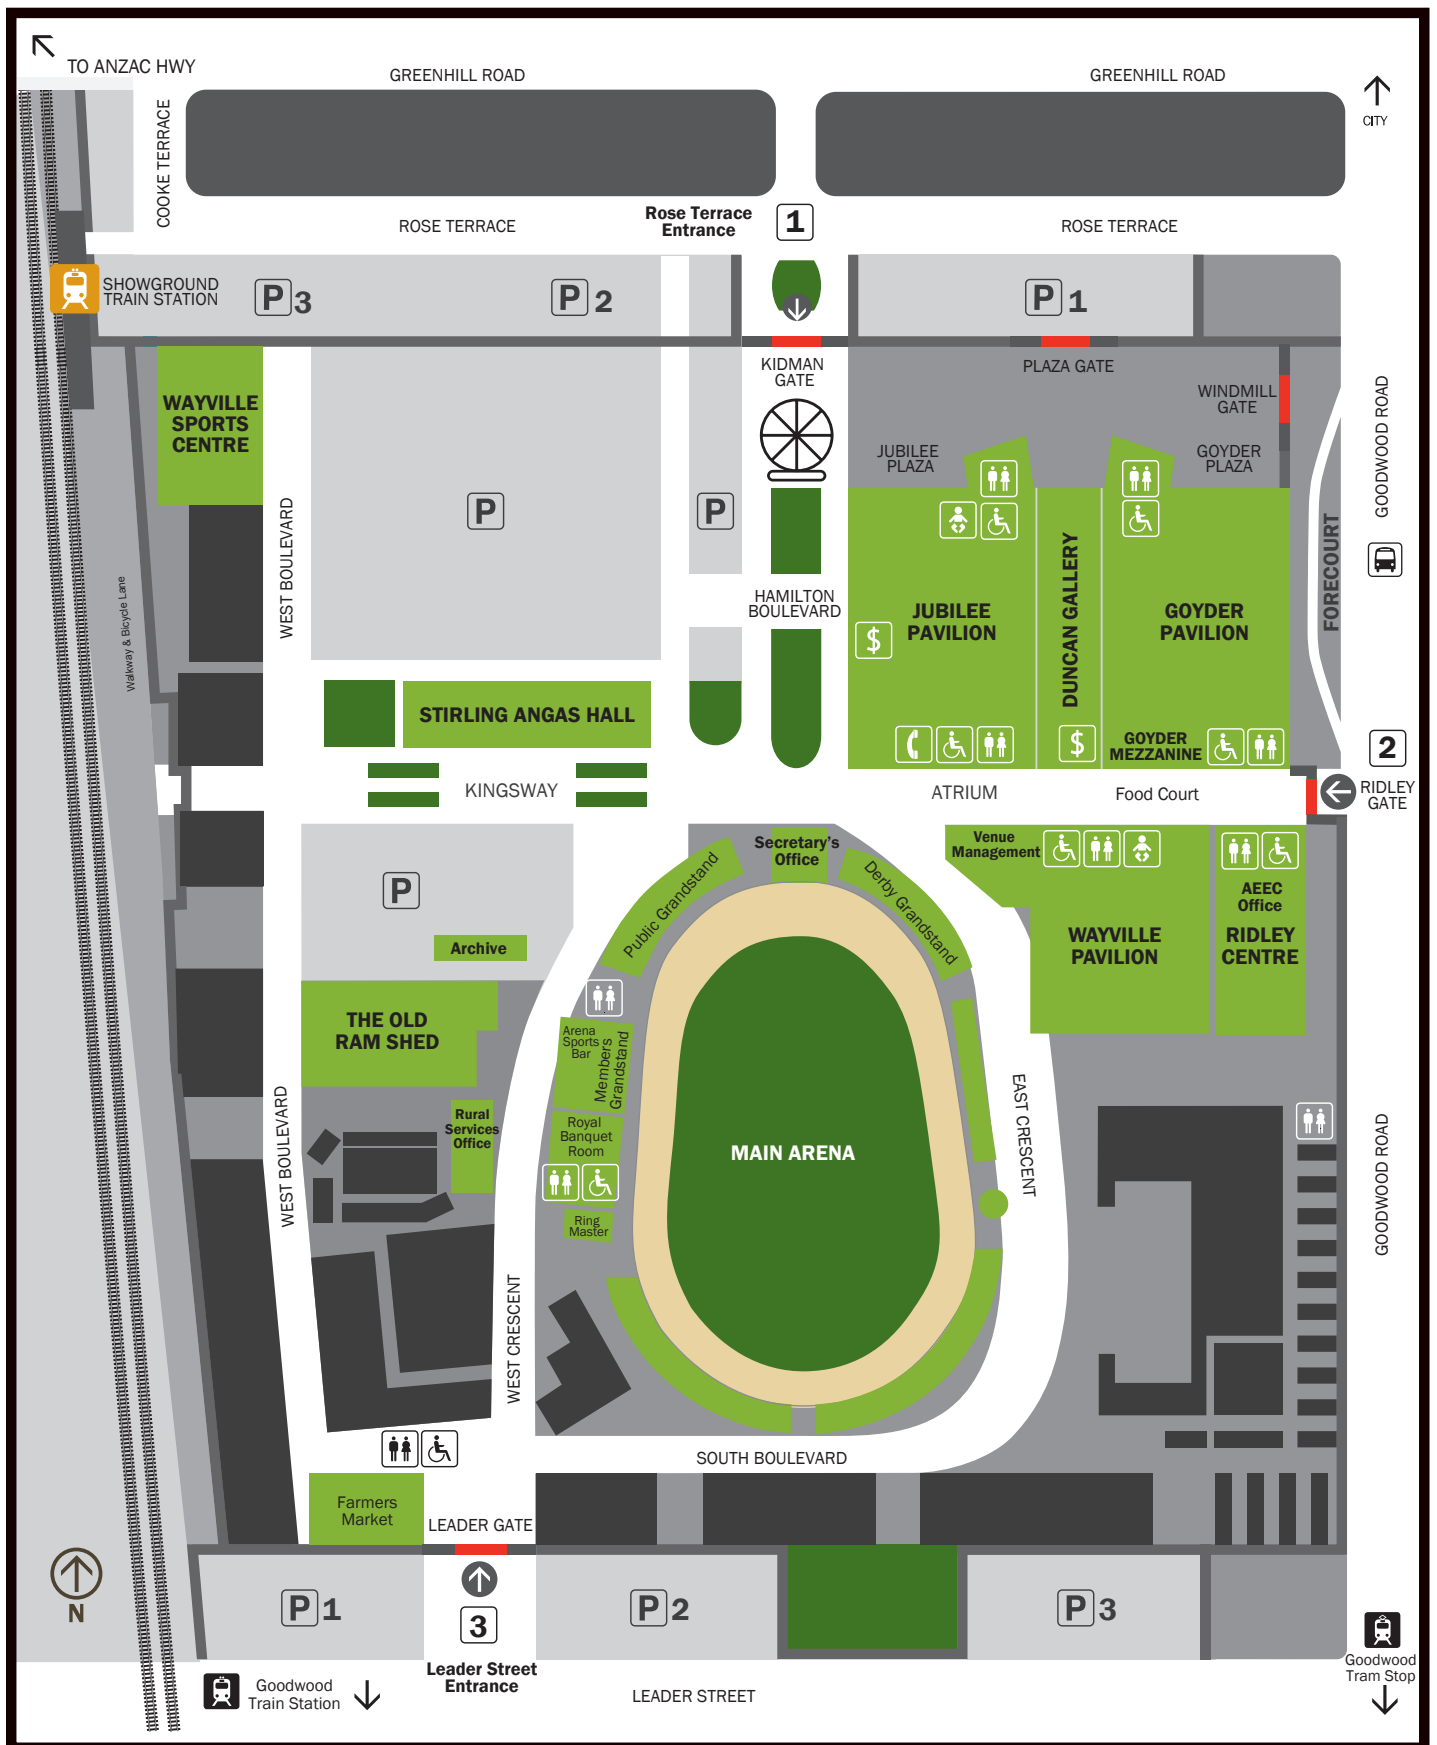 TO ANZAC HWY
GREENHILL ROAD
GREENHILL ROAD
CITY
COOKE TERRACE
Rose Terrace
Entrance
1
ROSE TERRACE
ROSE TERRACE
SHOWGROUND
TRAIN STATION
P 3
P 2
P 1
KIDMAN
GATE
PLAZA GATE
WINDMILL
GATE
WAYVILLE
SPORTS
CENTRE
JUBILEE
PLAZA
GOYDER
PLAZA
GOODWOOD ROAD
WEST BOULEVARD
P
P
FORECOURT
Walkway & Bicycle Lane
HAMILTON
BOULEVARD
JUBILEE
PAVILION
DUNCAN GALLERY
GOYDER
PAVILION
$
STIRLING ANGAS HALL
$
GOYDER
MEZZANINE
2
RIDLEY
GATE
KINGSWAY
ATRIUM
Food Court
Public Grandstand
Secretary's
Office
Derby Grandstand
Venue
Management
AEEC
Office
P
Archive
WAYVILLE
PAVILION
RIDLEY
CENTRE
THE OLD
RAM SHED
Arena
Sports
Bar
Members
Grandstand
Rural
Services
Office
Royal
Banquet
Room
MAIN ARENA
EAST CRESCENT
WEST BOULEVARD
GOODWOOD ROAD
Ring
Master
WEST CRESCENT
SOUTH BOULEVARD
Farmers
Market
LEADER GATE
N
P 1
3
P 2
P 3
Leader Street
Entrance
Goodwood
Train Station
LEADER STREET
Goodwood
Tram Stop